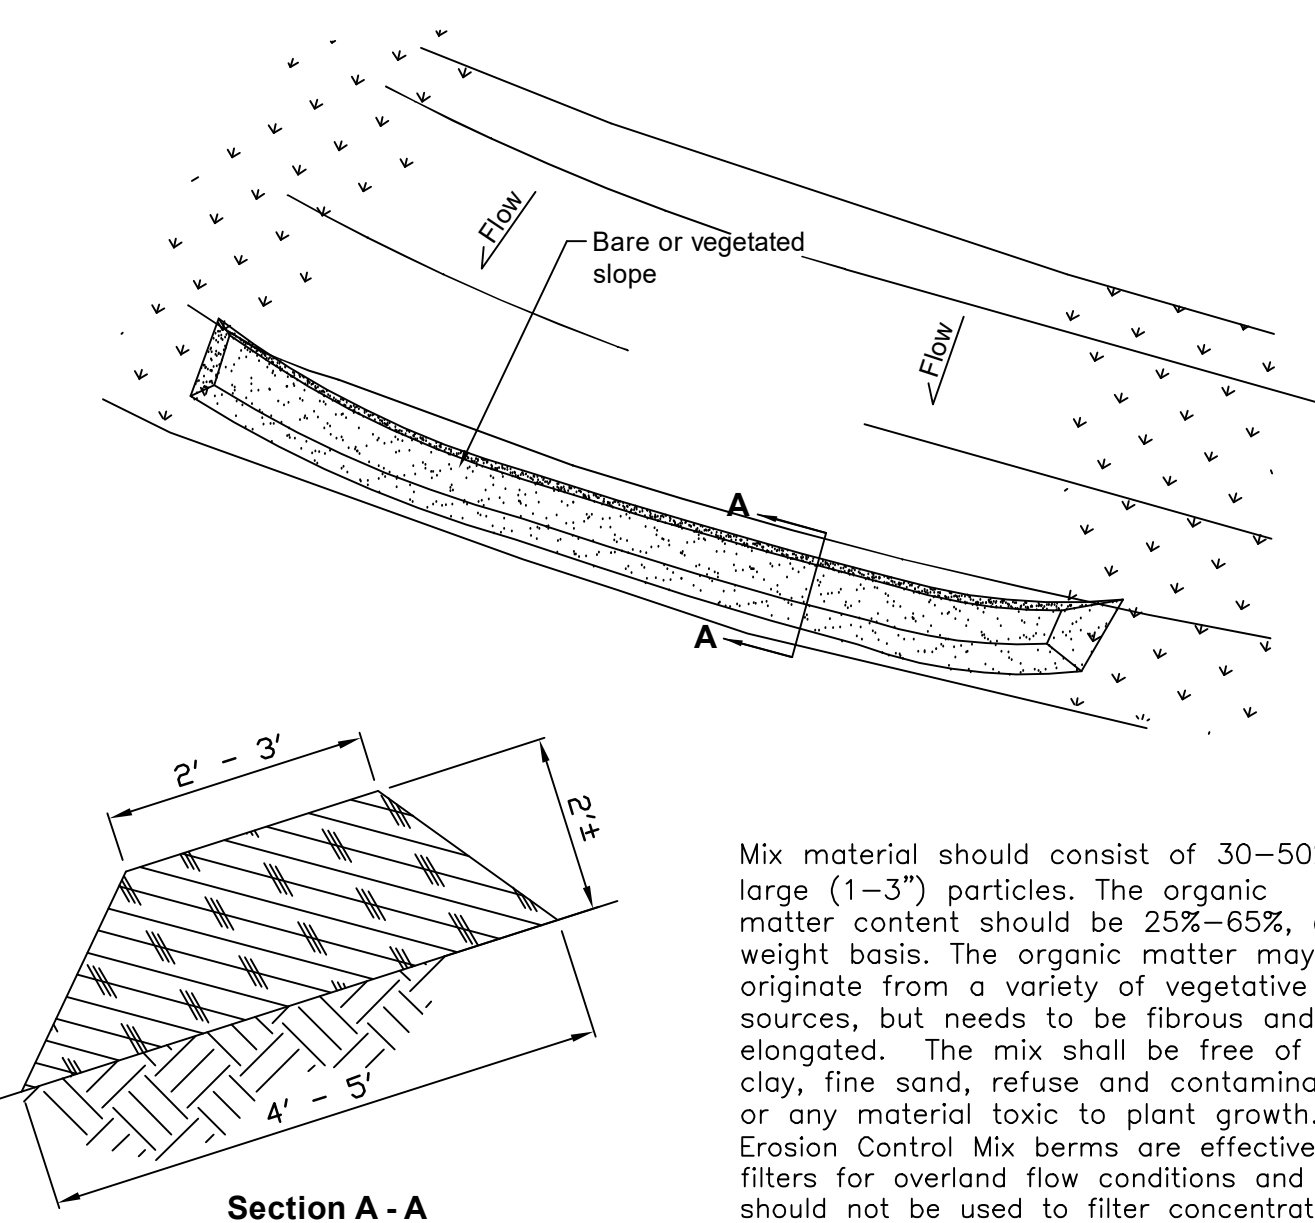 Flow
Bare or vegetated
slope
Flow
A
A
2' - 3'
2'±
4' - 5'
Section A - A
Mix material should consist of 30-50
large (1-3") particles. The organic
matter content should be 25%-65%,
weight basis. The organic matter may
originate from a variety of vegetative
sources, but needs to be fibrous and
elongated. The mix shall be free of
clay, fine sand, refuse and
or any material toxic to plant growth.
Erosion Control Mix berms are effective
filters for overland flow conditions and
should not be used to filter